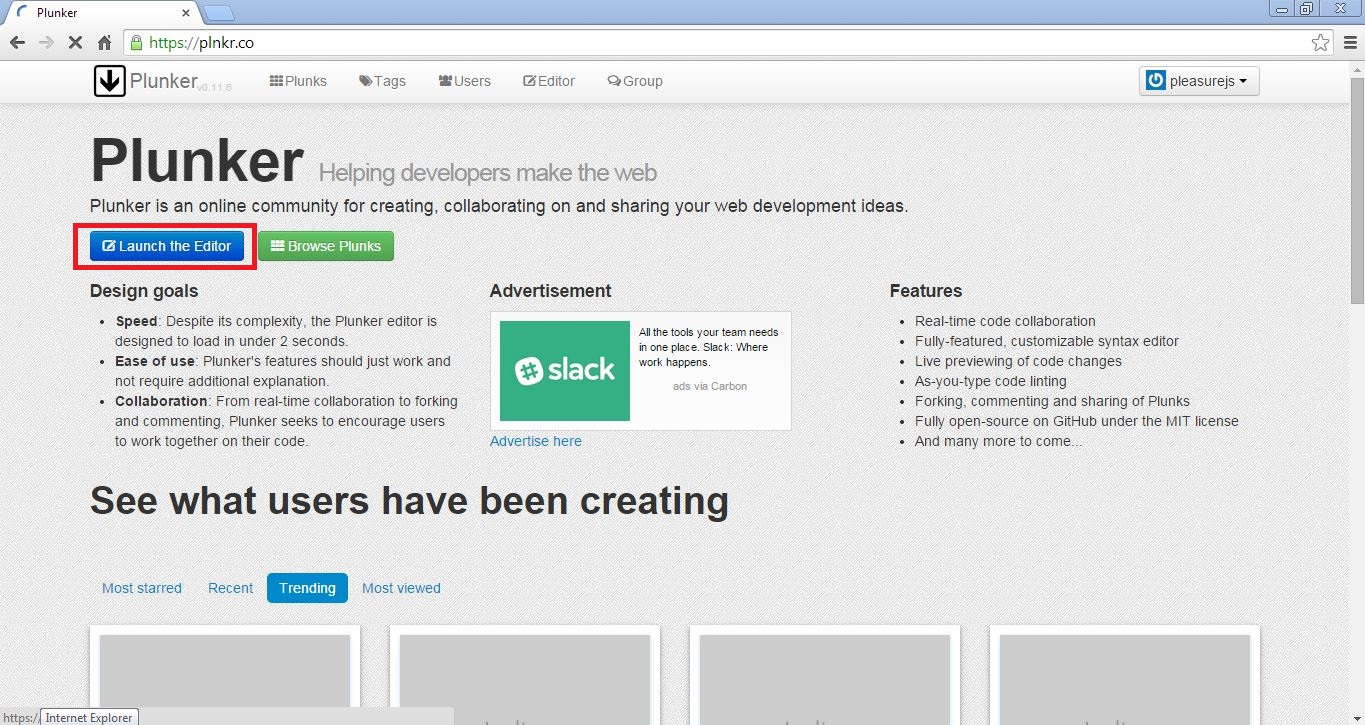 Plunker
https://plnkr.co
Plunker v0.11.6
Plunks
Tags
Users
Editor
Group
pleasurejs
Plunker Helping developers make the web
Plunker is an online community for creating, collaborating on and sharing your web development ideas.
Launch the Editor
Browse Plunks
Design goals
Speed: Despite its complexity, the Plunker editor is
designed to load in under 2 seconds.
Ease of use: Plunker's features should just work and
not require additional explanation.
Collaboration: From real-time collaboration to forking
and commenting, Plunker seeks to encourage users
to work together on their code.
Advertisement
slack
All the tools your team needs
in one place. Slack: Where
work happens.
ads via Carbon
Advertise here
Features
Real-time code collaboration
Fully-featured, customizable syntax editor
Live previewing of code changes
As-you-type code linting
Forking, commenting and sharing of Plunks
Fully open-source on GitHub under the MIT license
And many more to come...
See what users have been creating
Most starred
Recent
Trending
Most viewed
https:/
Internet Explorer